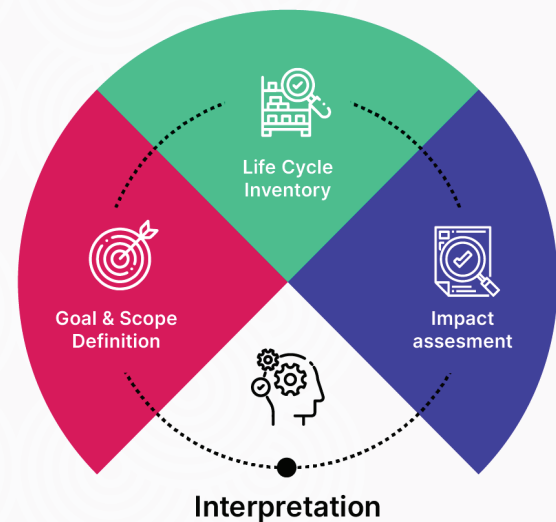 Life Cycle
Inventory
Goal & Scope
Definition
Impact
assesment
Interpretation